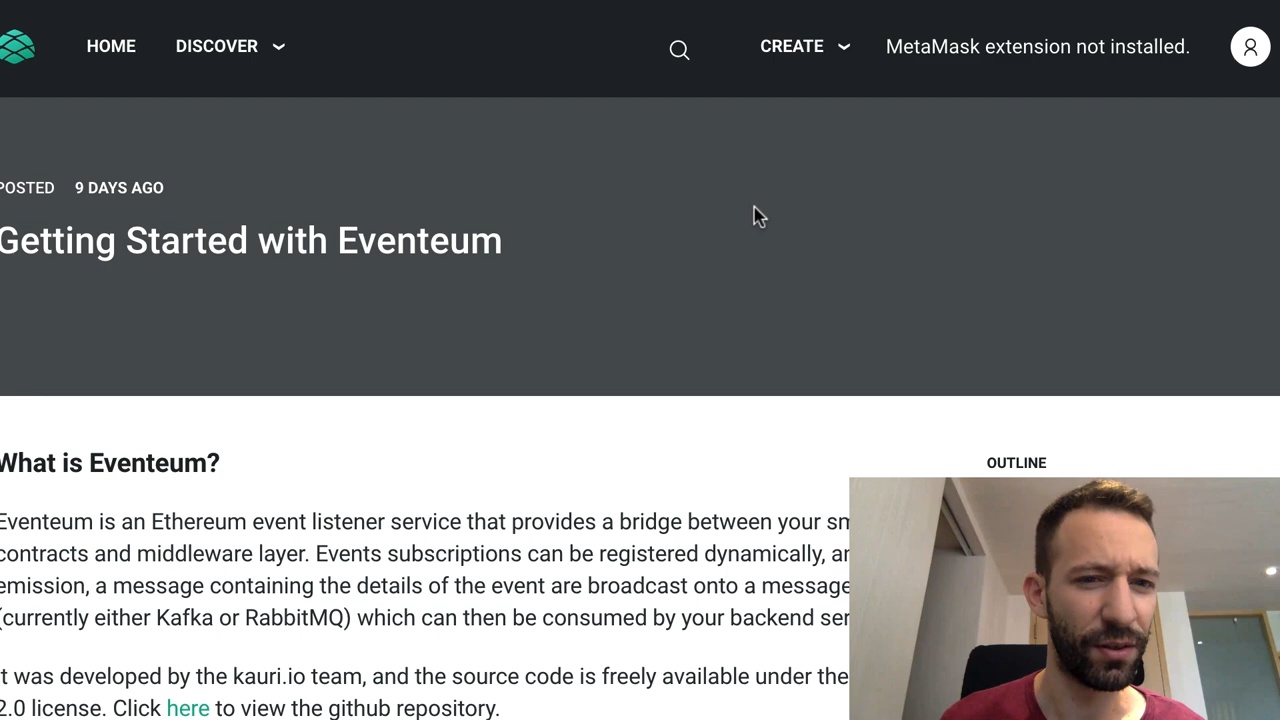 HOME DISCOVER CREATE MetaMask extension not installed.
POSTED 9 DAYS AGO
Getting Started with Eventeum
What is Eventeum?
OUTLINE
Eventeum is an Ethereum event listener service that provides a bridge between your sm
contracts and middleware layer. Events subscriptions can be registered dynamically, an
emission, a message containing the details of the event are broadcast onto a message
(currently either Kafka or RabbitMQ) which can then be consumed by your backend ser
It was developed by the kauri.io team, and the source code is freely available under the
2.0 license. Click here to view the github repository.